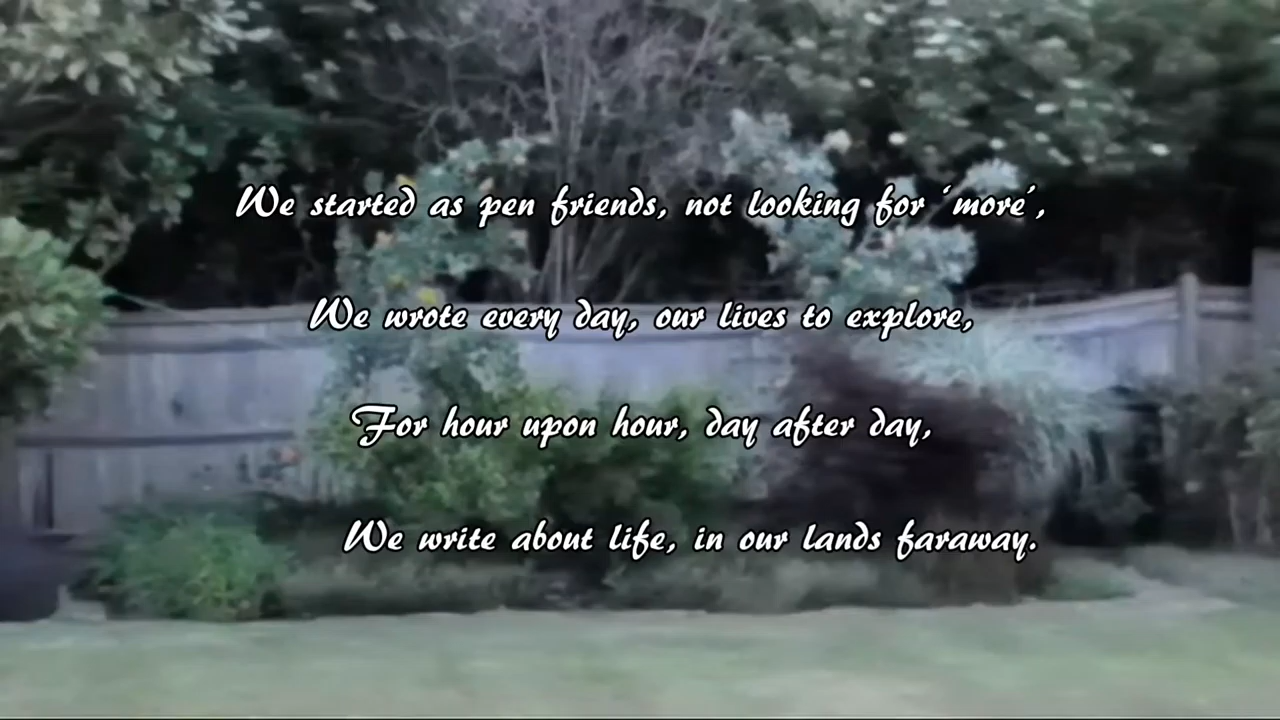 We started as pen friends, not looking for ‘more’,
We wrote every day, our lives to explore,
For hour upon hour, day after day,
We write about life, in our lands faraway.